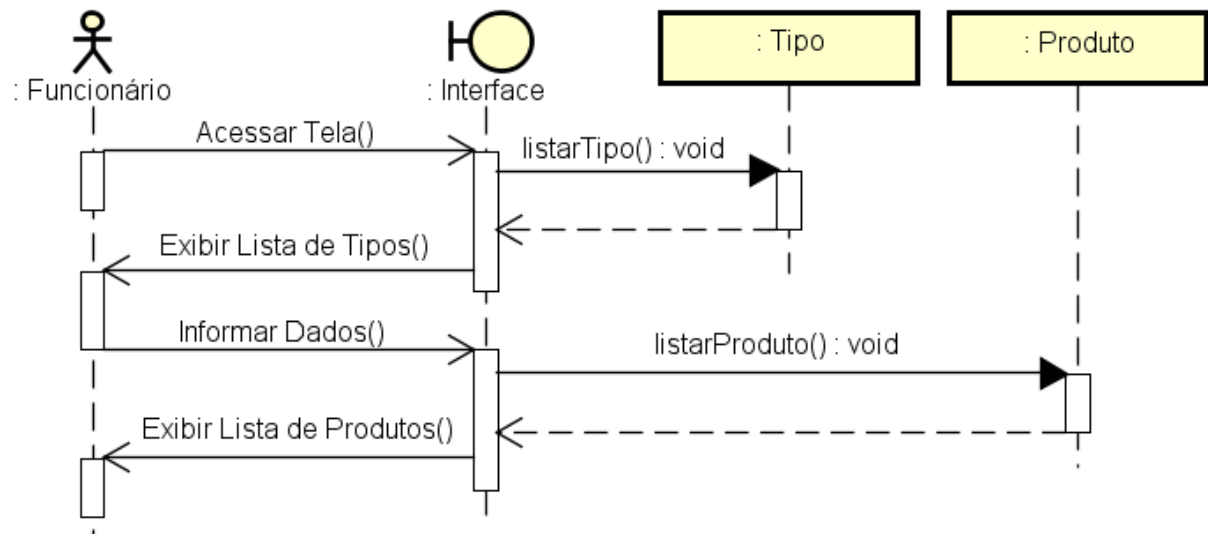 : Tipo
: Produto
: Funcionário
: Interface
Acessar Tela()
listarTipo() : void
Exibir Lista de Tipos()
Informar Dados()
listarProduto() : void
Exibir Lista de Produtos()